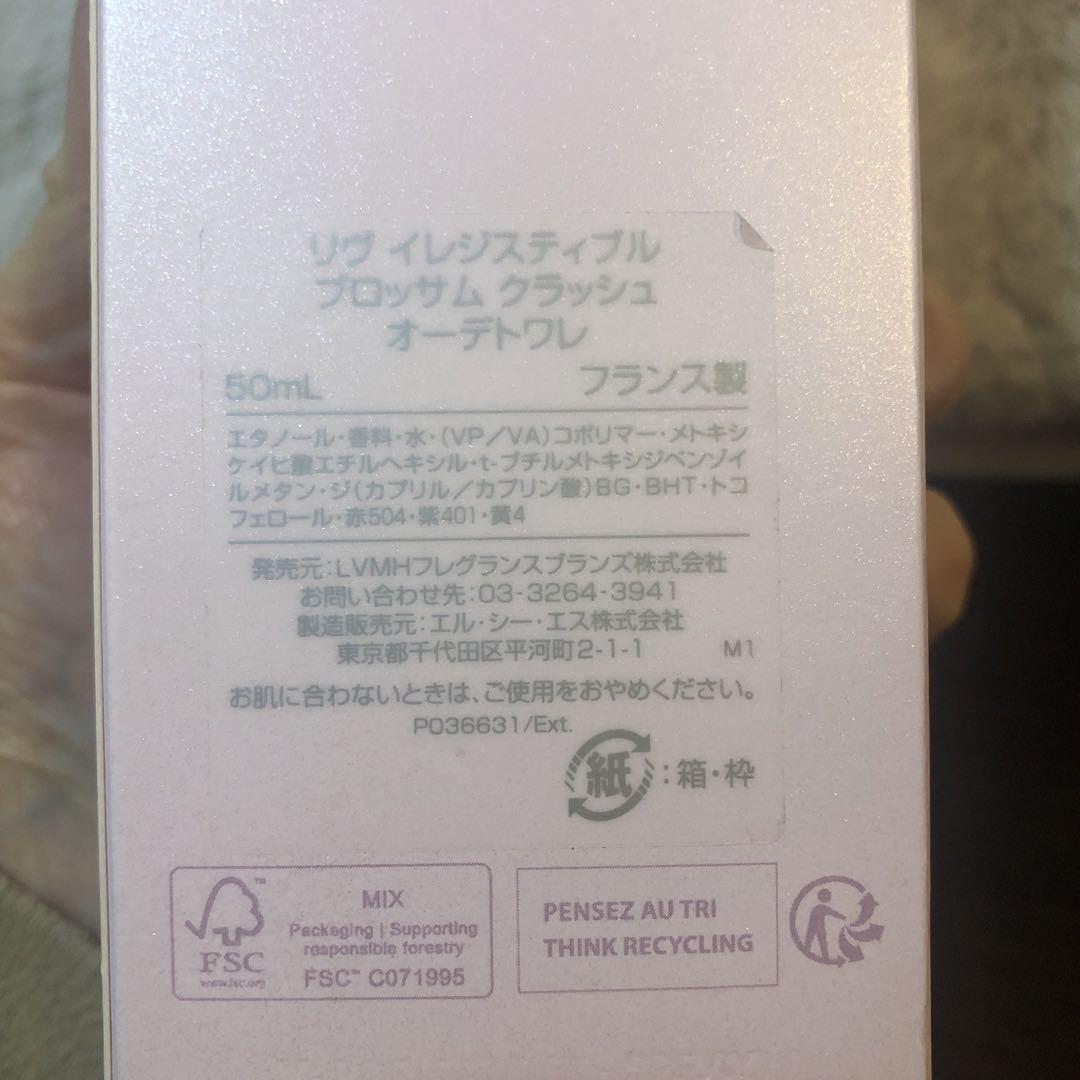 リヴ イレジスティブル
ブロッサム クラッシュ
オーデトワレ
50mL フランス製
エタノール・香料・水・(VP/VA)コポリマー・メトキシ
ケイヒ酸エチルヘキシル・t-ブチルメトキシジベンゾイ
ルメタン・ジ(カプリル/カプリン酸)BG・BHT・トコ
フェロール・赤504・紫401・黄4
発売元:LVMHフレグランスブランズ株式会社
お問い合わせ先:03-3264-3941
製造販売元:エル・シー・エス株式会社
東京都千代田区平河町2-1-1 M1
お肌に合わないときは、ご使用をおやめください。
P036631/Ext.
紙:箱・枠
FSC
www.fsc.org
MIX
Packaging | Supporting
responsible forestry
FSC™ C071995
PENSEZ AU TRI
THINK RECYCLING